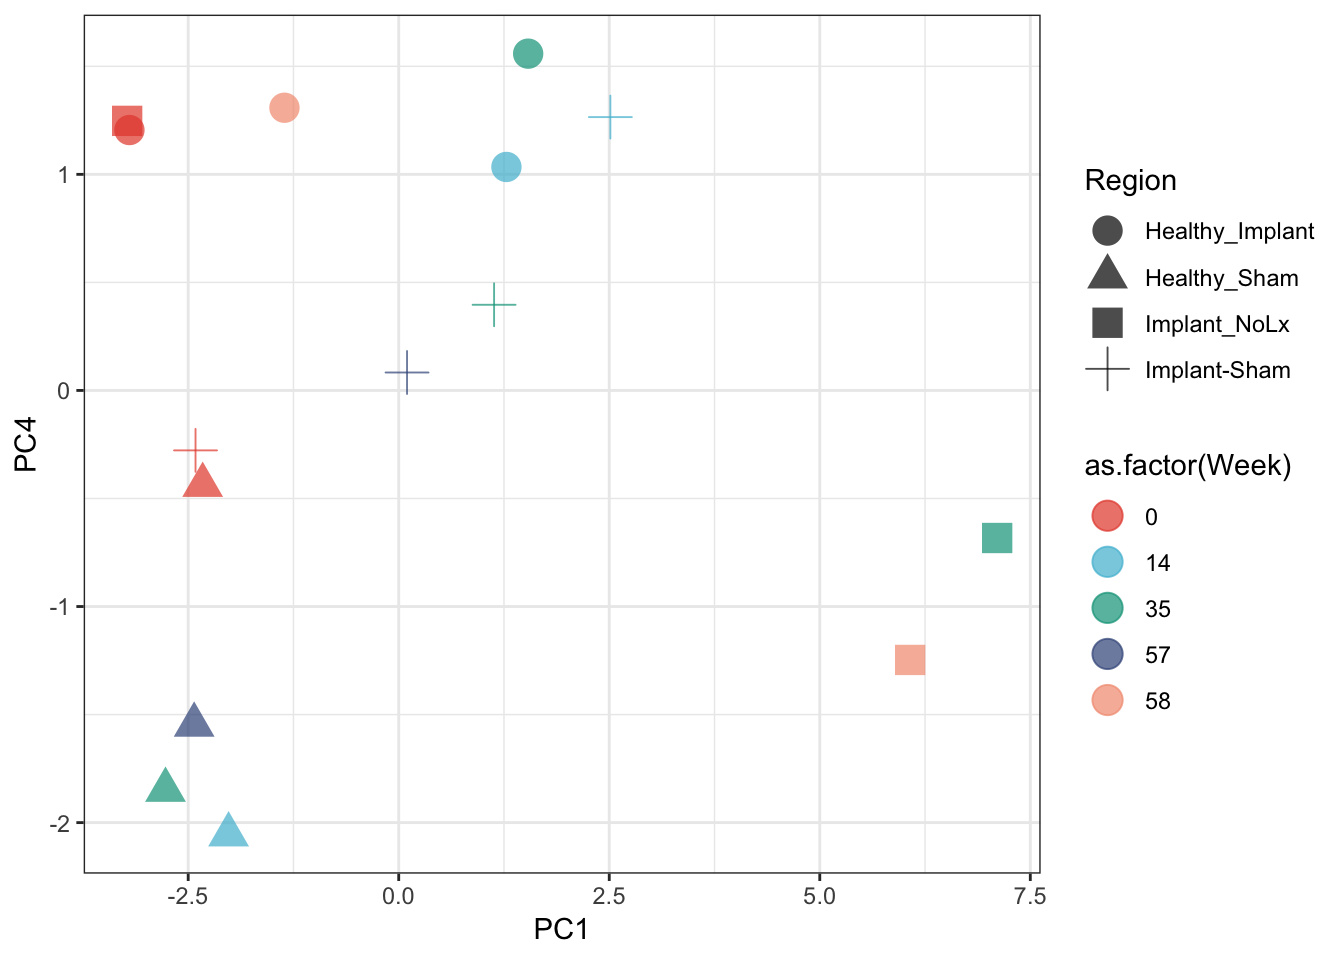 1
0
-1
-2
PC4
-2.5 0.0 2.5 5.0 7.5
PC1
Region
Healthy_Implant
Healthy_Sham
Implant_NoLx
Implant-Sham
as.factor(Week)
0
14
35
57
58